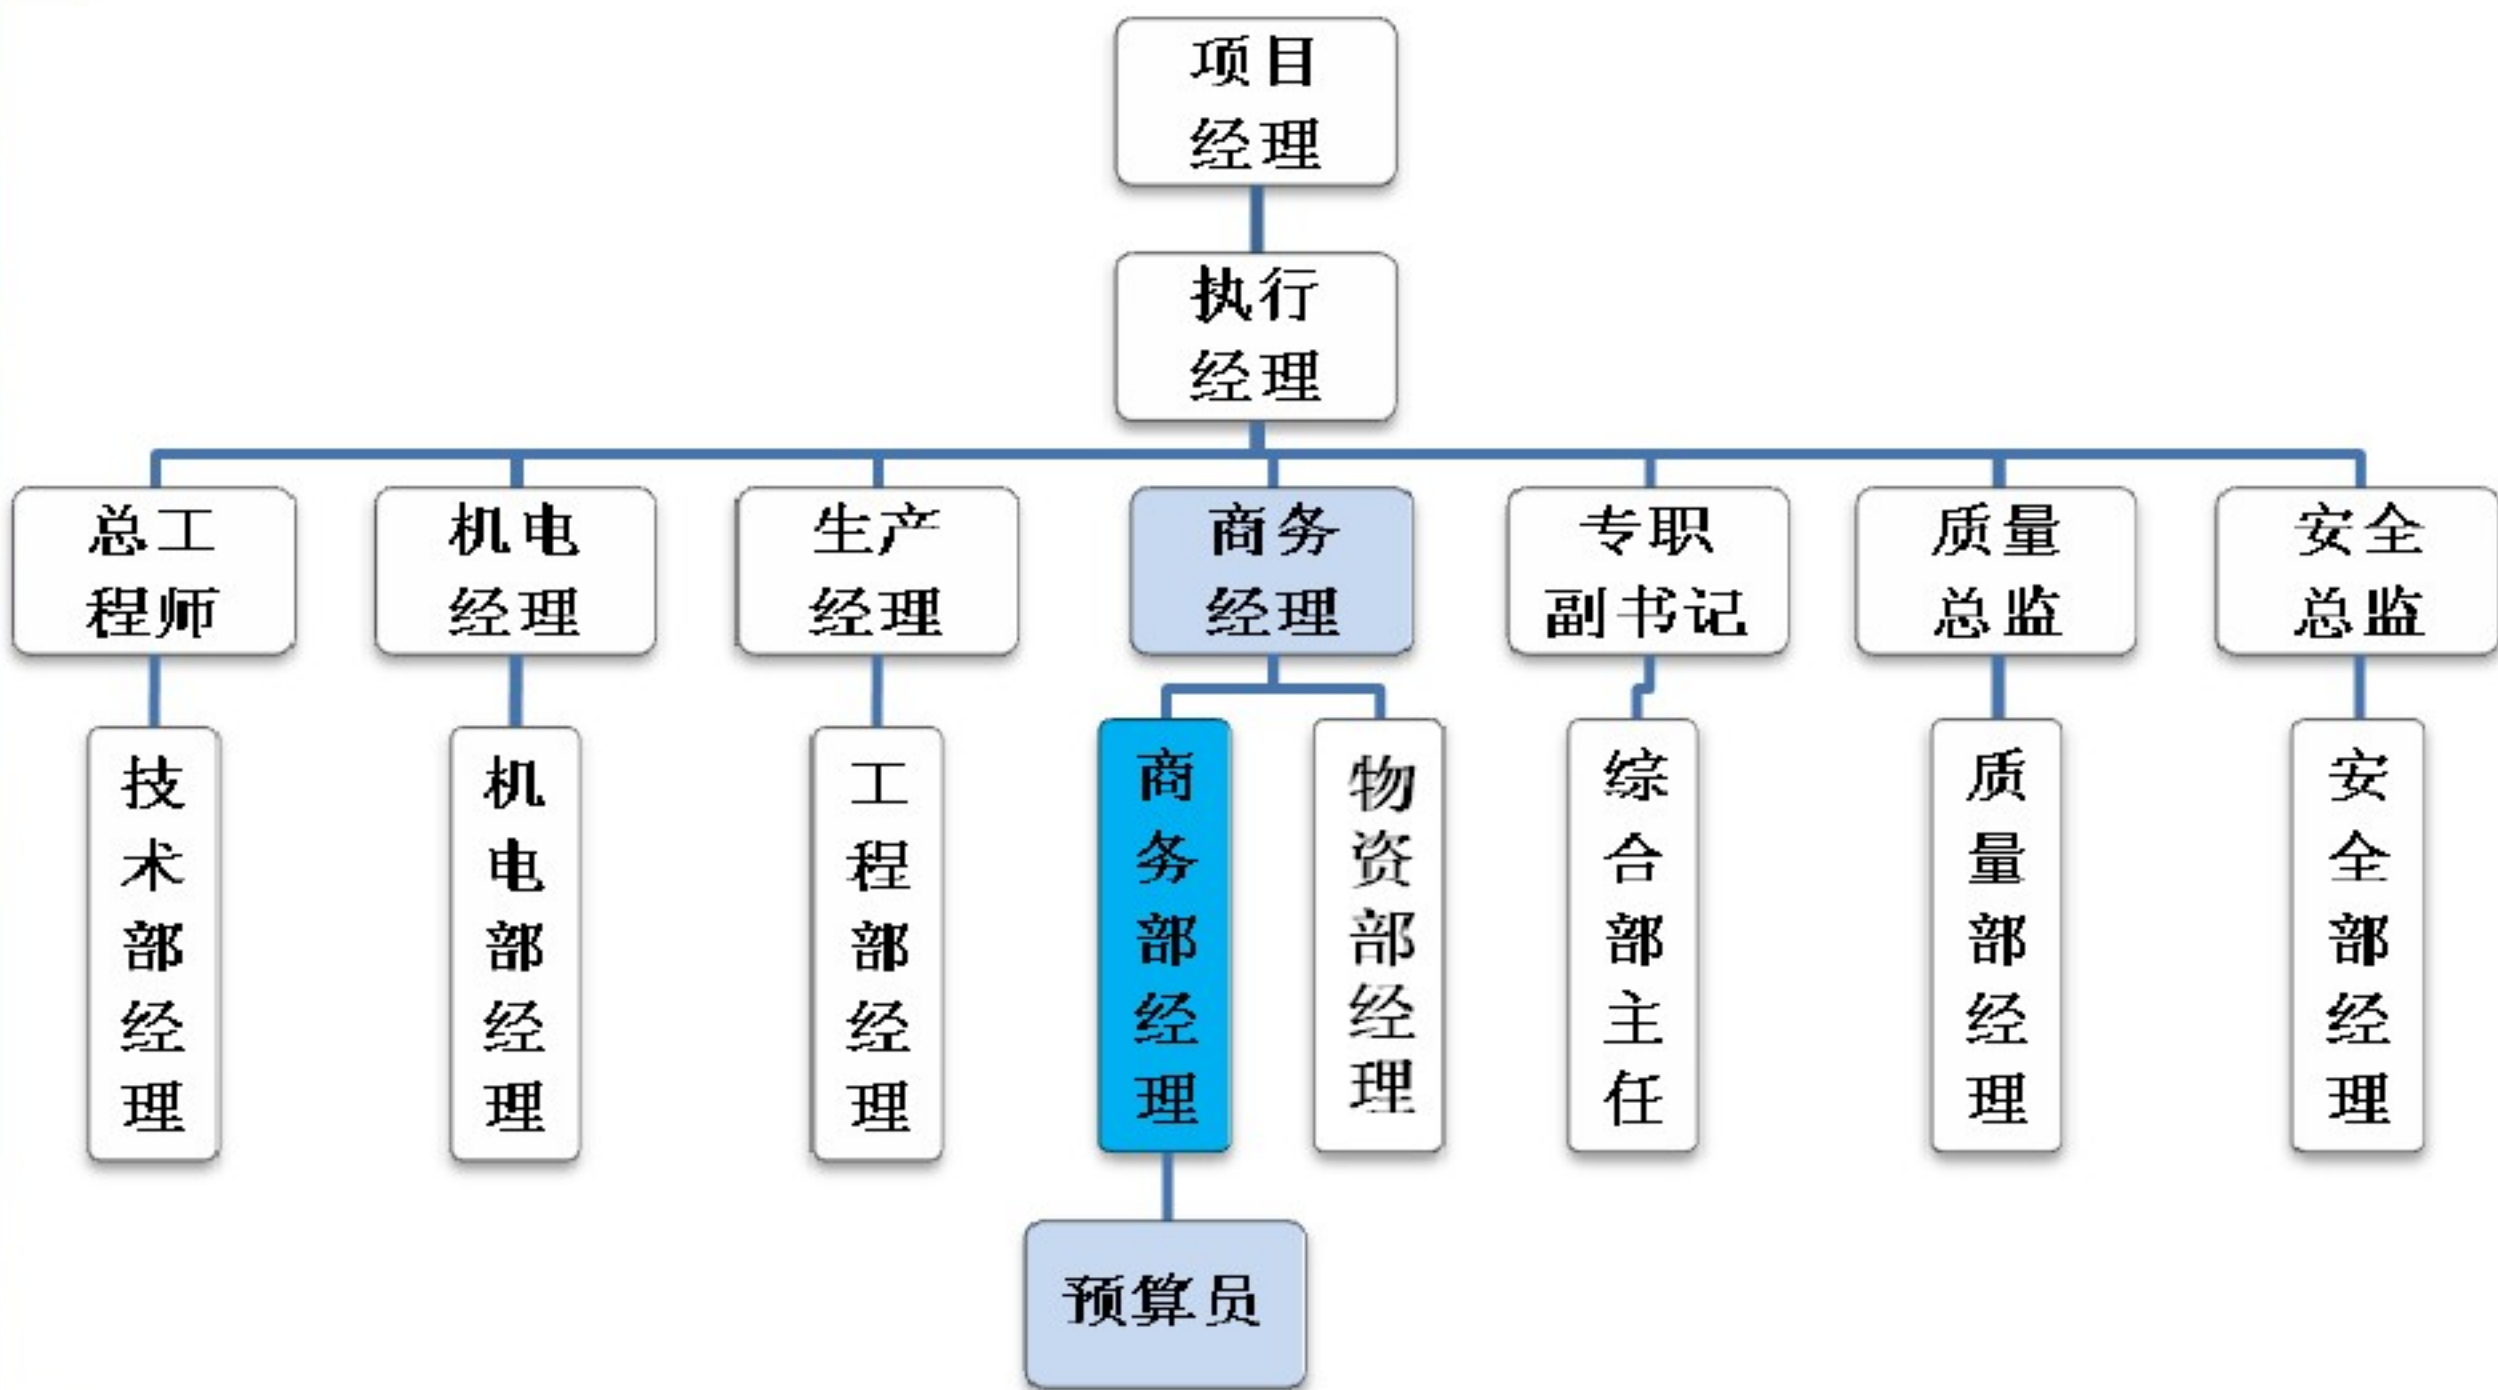 项目
经理
执行
经理
总工
程师
机电
经理
生产
经理
商务
经理
专职
副书记
质量
总监
安全
总监
技术部经理
机电部经理
工程部经理
商务部经理
物资部经理
综合部主任
质量部经理
安全部经理
预算员